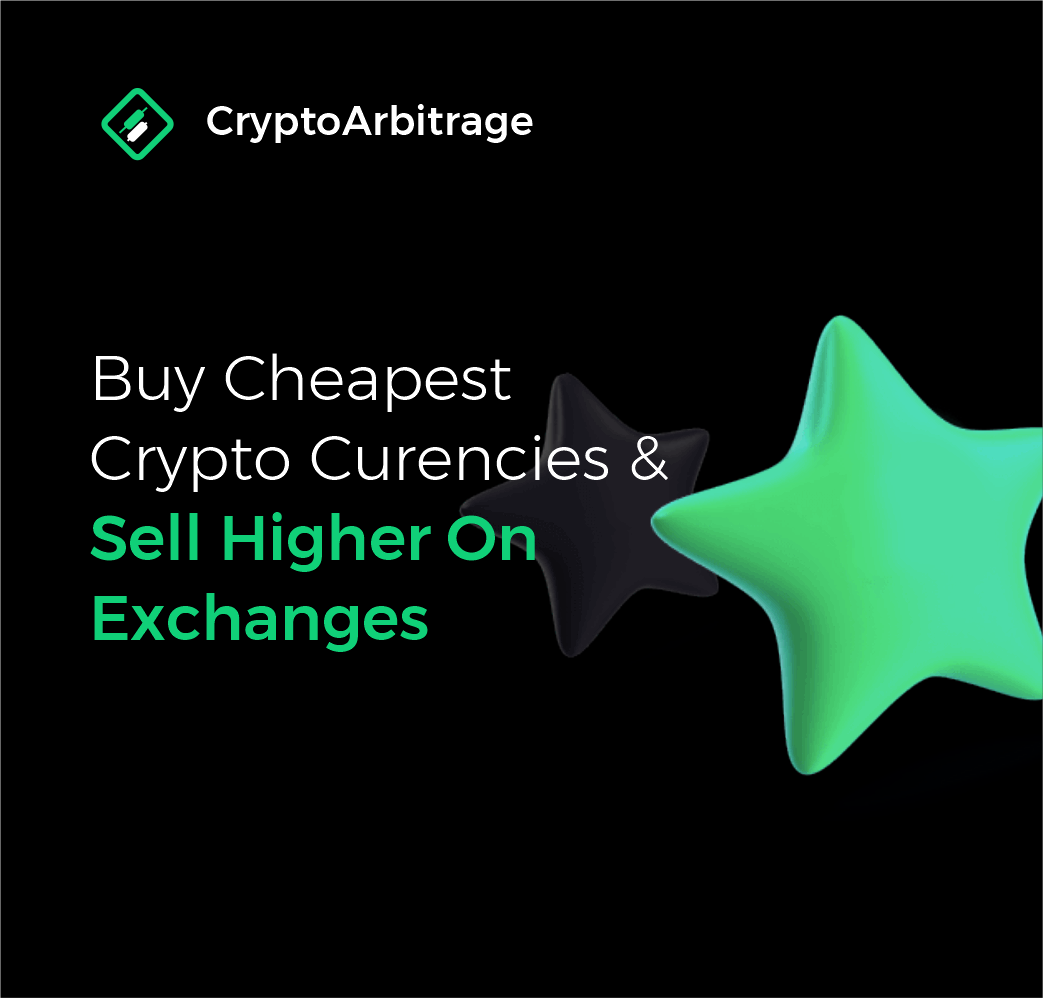 CryptoArbitrage
Buy Cheapest
Crypto Curencies &
Sell Higher On
Exchanges